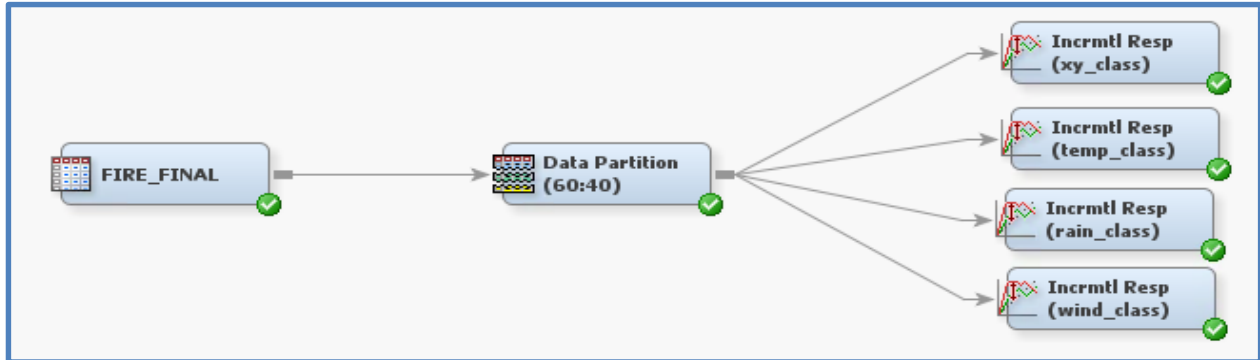 FIRE_FINAL
Data Partition
(60:40)
Incrmtl Resp
(xy_class)
Incrmtl Resp
(temp_class)
Incrmtl Resp
(rain_class)
Incrmtl Resp
(wind_class)